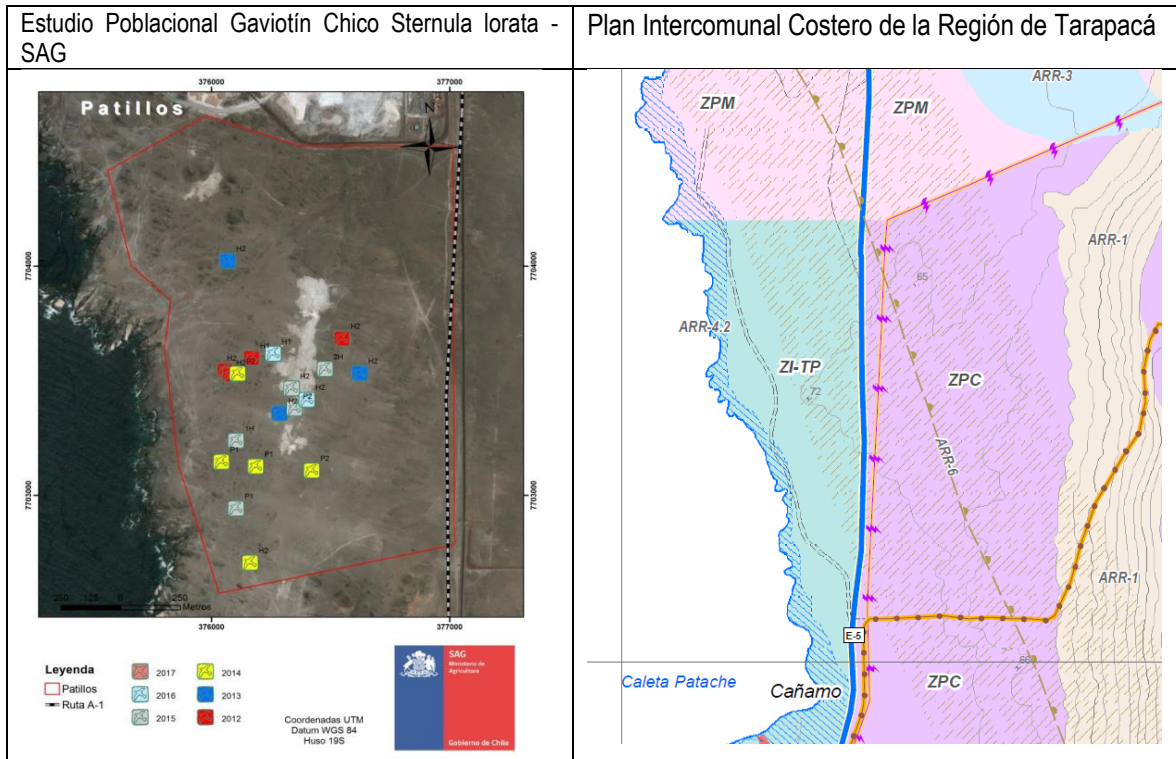 Estudio Poblacional Gaviotín Chico Sternula lorata -
SAG
376000
377000
Patillos
N
7704000
7704000
H2
H2
H1
H1
H2
2H
H2
H2
H2
P2
1H
P1
P1
P2
P1
H2
7703000
7703000
250 125 0 250
Metros
376000
377000
Leyenda
Patillos
Ruta A-1
2017
2016
2015
2014
2013
2012
Coordenadas UTM
Datum WGS 84
Huso 19S
SAG
Ministerio de
Agricultura
Gobierno de Chile
Plan Intercomunal Costero de la Región de Tarapacá
ARR-3
ZPM
ZPM
ARR-1
65
ARR-4.2
ZI-TP
72
ZPC
ARR-6
ARR-1
E-5
66
Caleta Patache
Cañamo
ZPC